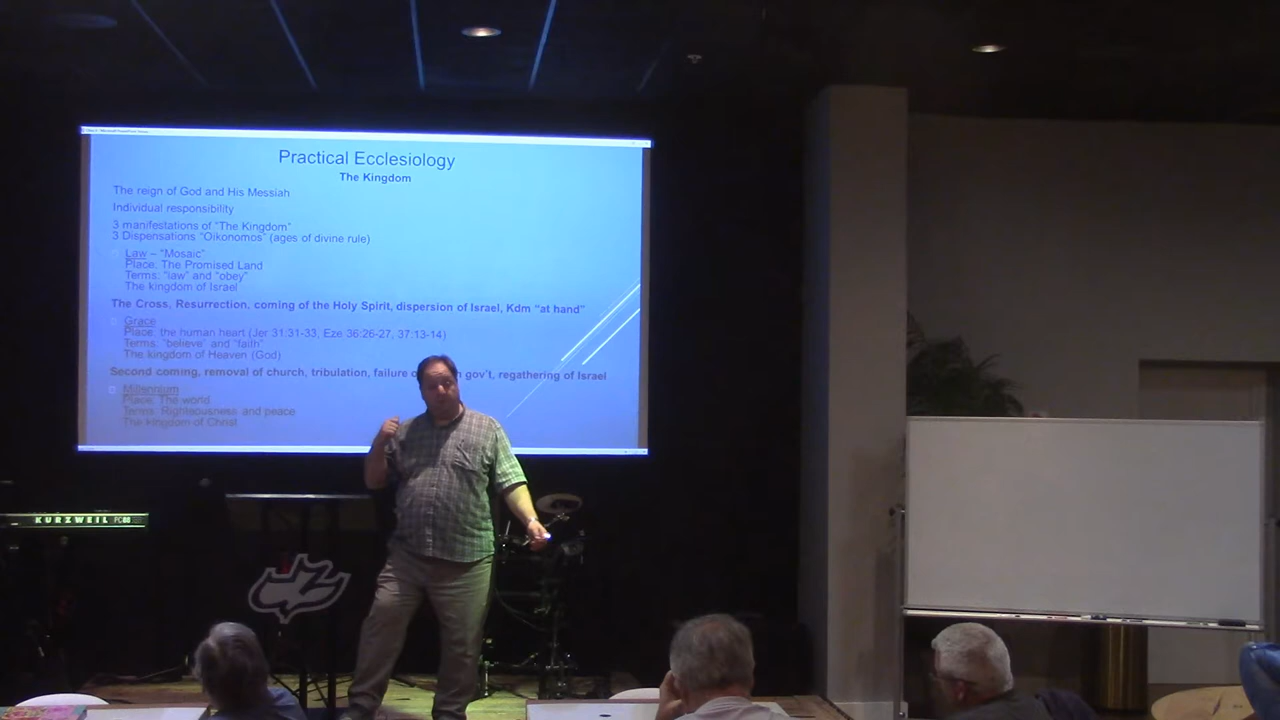 Practical Ecclesiology
The Kingdom
The reign of God and His Messiah
Individual responsibility
3 manifestations of "The Kingdom"
3 Dispensations "Oikonomos" (ages of divine rule)
Law – "Mosaic"
Place: The Promised Land
Terms: "law" and "obey"
The kingdom of Israel
The Cross, Resurrection, coming of the Holy Spirit, dispersion of Israel, Kdm "at hand"
Grace
Place: the human heart (Jer 31:31-33, Eze 36:26-27, 37:13-14)
Terms: "believe" and "faith"
The kingdom of Heaven (God)
Second coming, removal of church, tribulation, failure gov't, regathering of Israel
Millennium
Place: The world
Terms: Righteousness and peace
The kingdom of Christ
KURZWEIL PC88